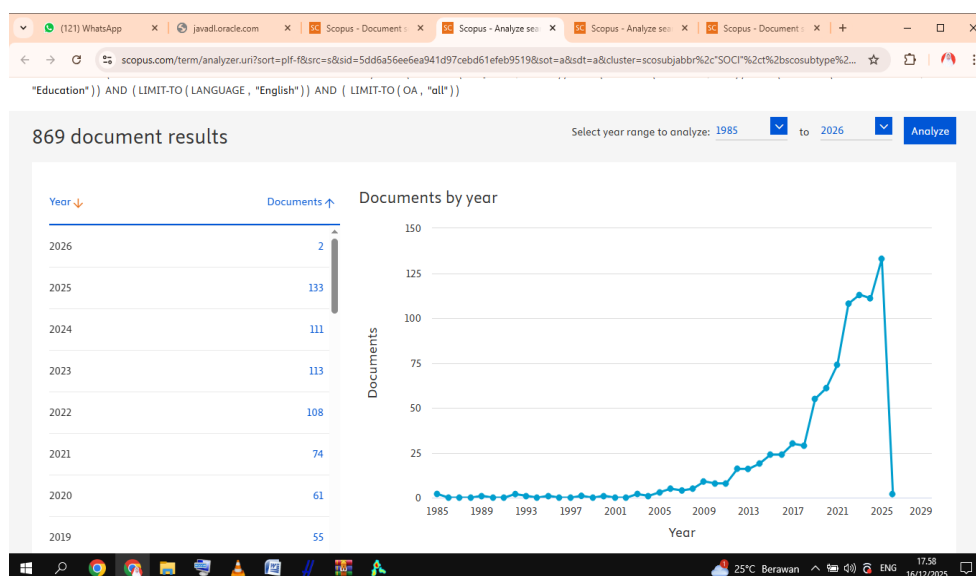 (121) WhatsApp
javadl.oracle.com
Scopus - Document s
Scopus - Analyze sea
Scopus - Analyze sea
Scopus - Document s
scopus.com/term/analyzer.uri?sort=plf-f&src=s&sid=5dd6a56ee6ea941d97cebd61efeb9519&sot=a&sdt=a&cluster=scosubjabbr%2c"SOCI"%2ct%2bscosubtype%2...
"Education" ) ) AND ( LIMIT-TO ( LANGUAGE , "English" ) ) AND ( LIMIT-TO ( OA , "all" ) )
869 document results
Select year range to analyze: 1985 to 2026 Analyze
Year Documents
2026 2
2025 133
2024 111
2023 113
2022 108
2021 74
2020 61
2019 55
Documents by year
150
125
100
75
50
25
0
Documents
1985 1989 1993 1997 2001 2005 2009 2013 2017 2021 2025 2029
Year
25°C Berawan
ENG
17.58
16/12/2025